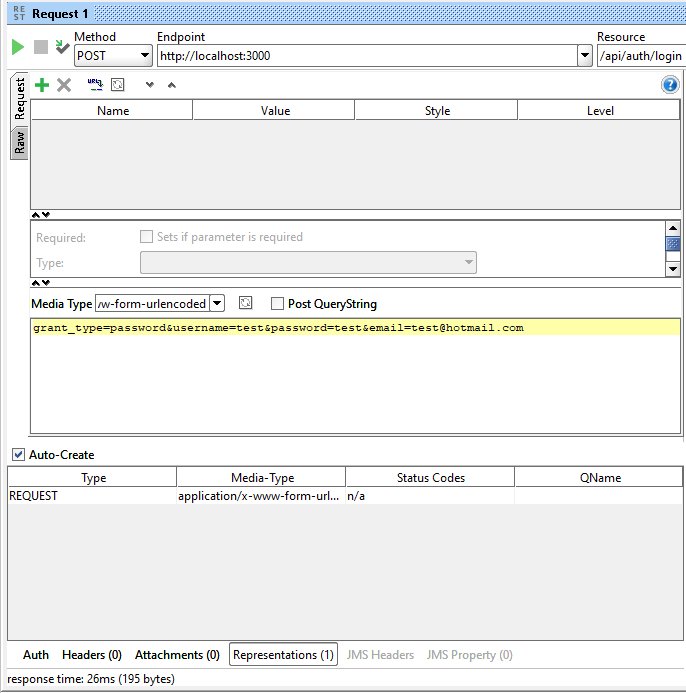 RE ST Request 1
Method Endpoint Resource
POST http://localhost:3000 /api/auth/login
Request
Raw
URL
?
Name Value Style Level
Required: Sets if parameter is required
Type:
Media Type /w-form-urlencoded Post QueryString
grant_type=password&username=test&password=test&email=test@hotmail.com
Auto-Create
Type Media-Type Status Codes QName
REQUEST application/x-www-form-url... n/a
Auth Headers (0) Attachments (0) Representations (1) JMS Headers JMS Property (0)
response time: 26ms (195 bytes)